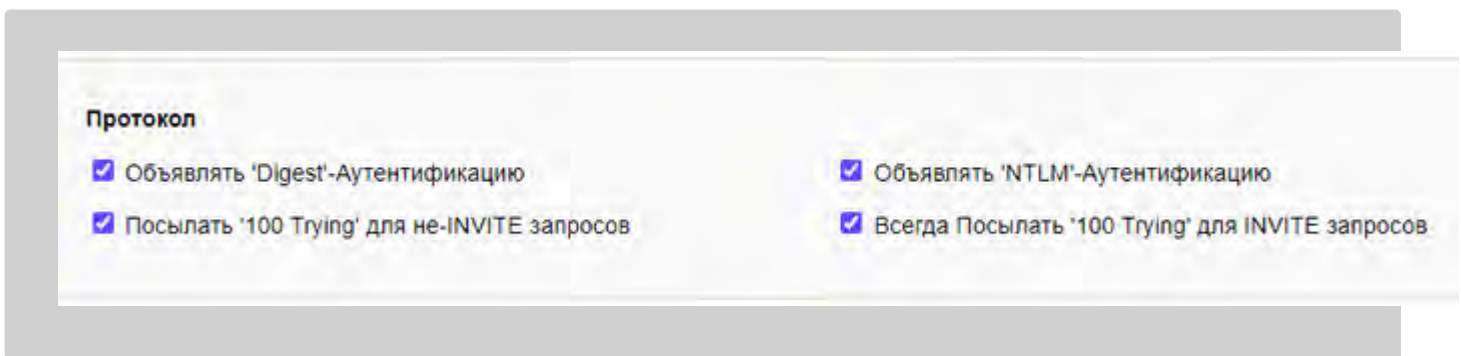 Протокол
Объявлять 'Digest'-Аутентификацию
Объявлять 'NTLM'-Аутентификацию
Посылать '100 Trying' для не-INVITE запросов
Всегда Посылать '100 Trying' для INVITE запросов